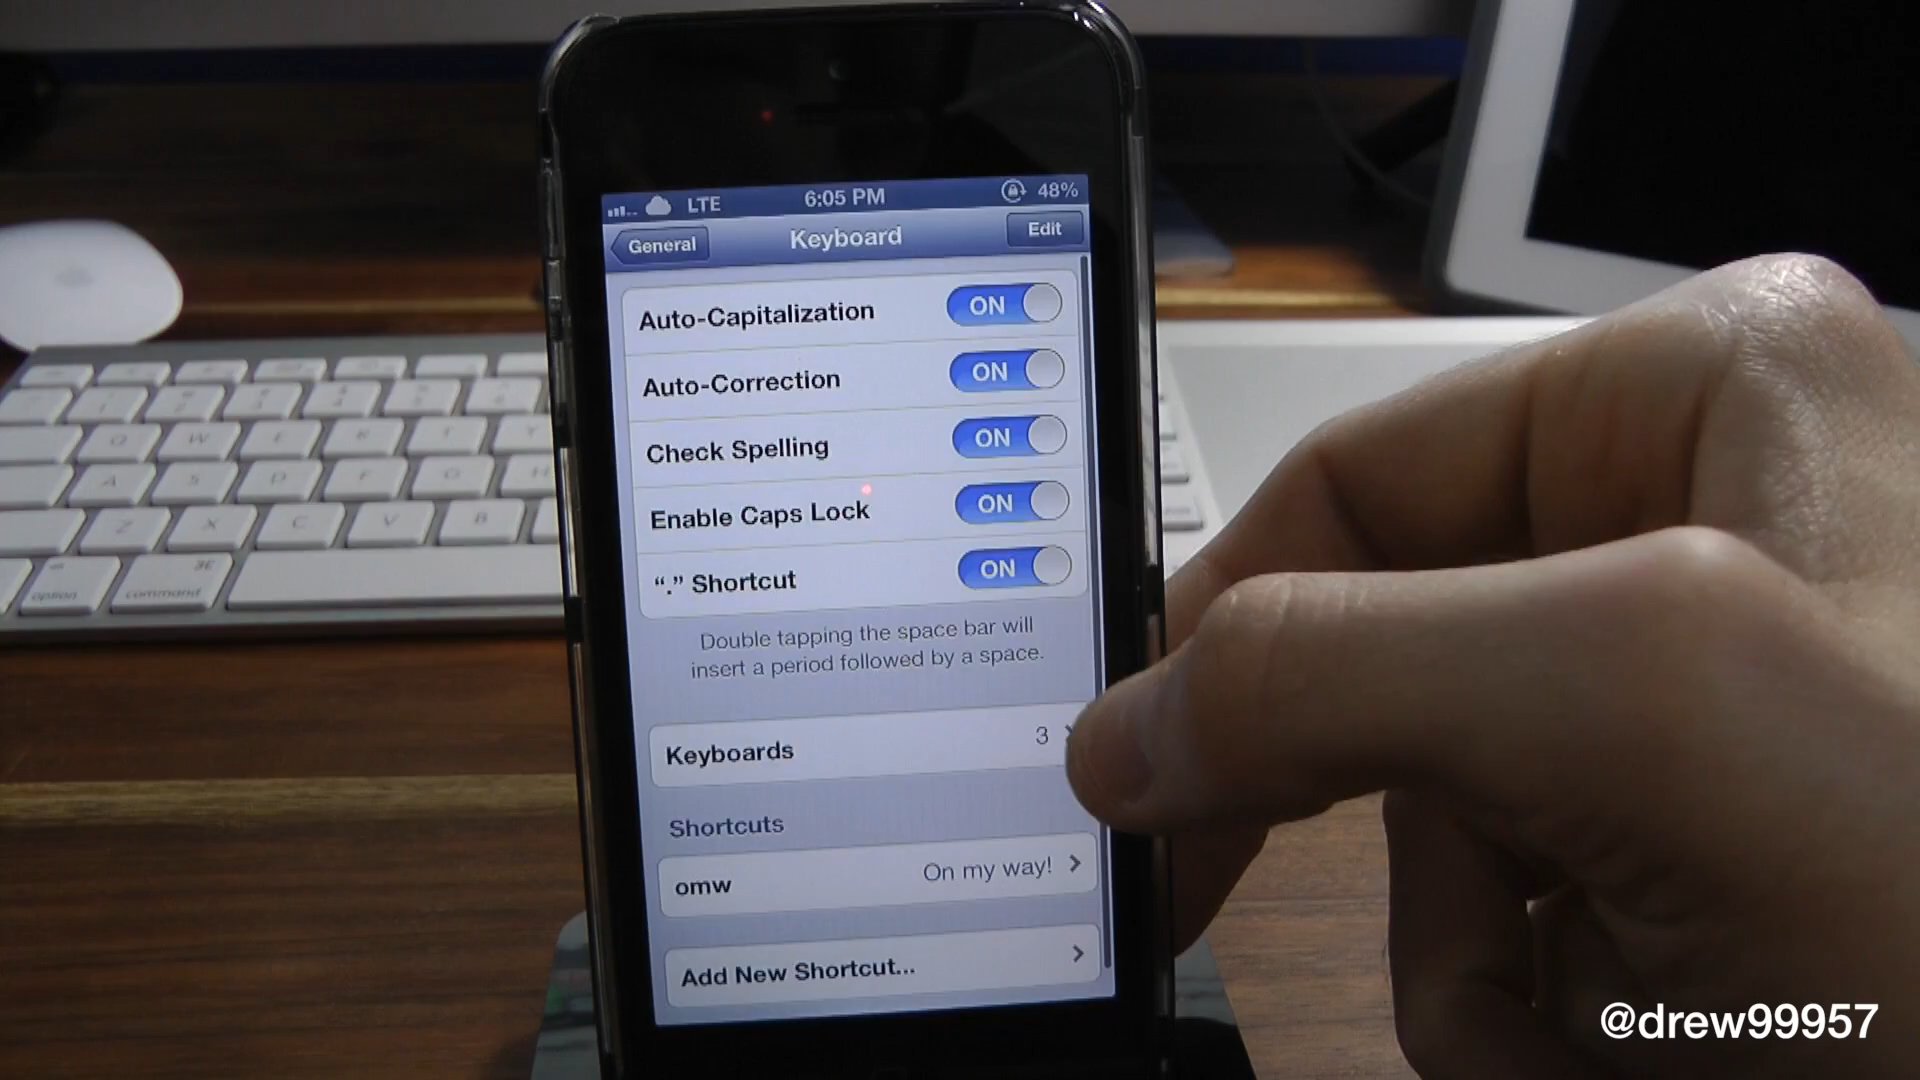 LTE 6:05 PM 48%
General Keyboard Edit
Auto-Capitalization ON
Auto-Correction ON
Check Spelling ON
Enable Caps Lock ON
“.” Shortcut ON
Double tapping the space bar will
insert a period followed by a space.
Keyboards 3
Shortcuts
omw On my way!
Add New Shortcut...
Q W E R T Y
A S D F G H
Z X C V B
option command
@drew99957